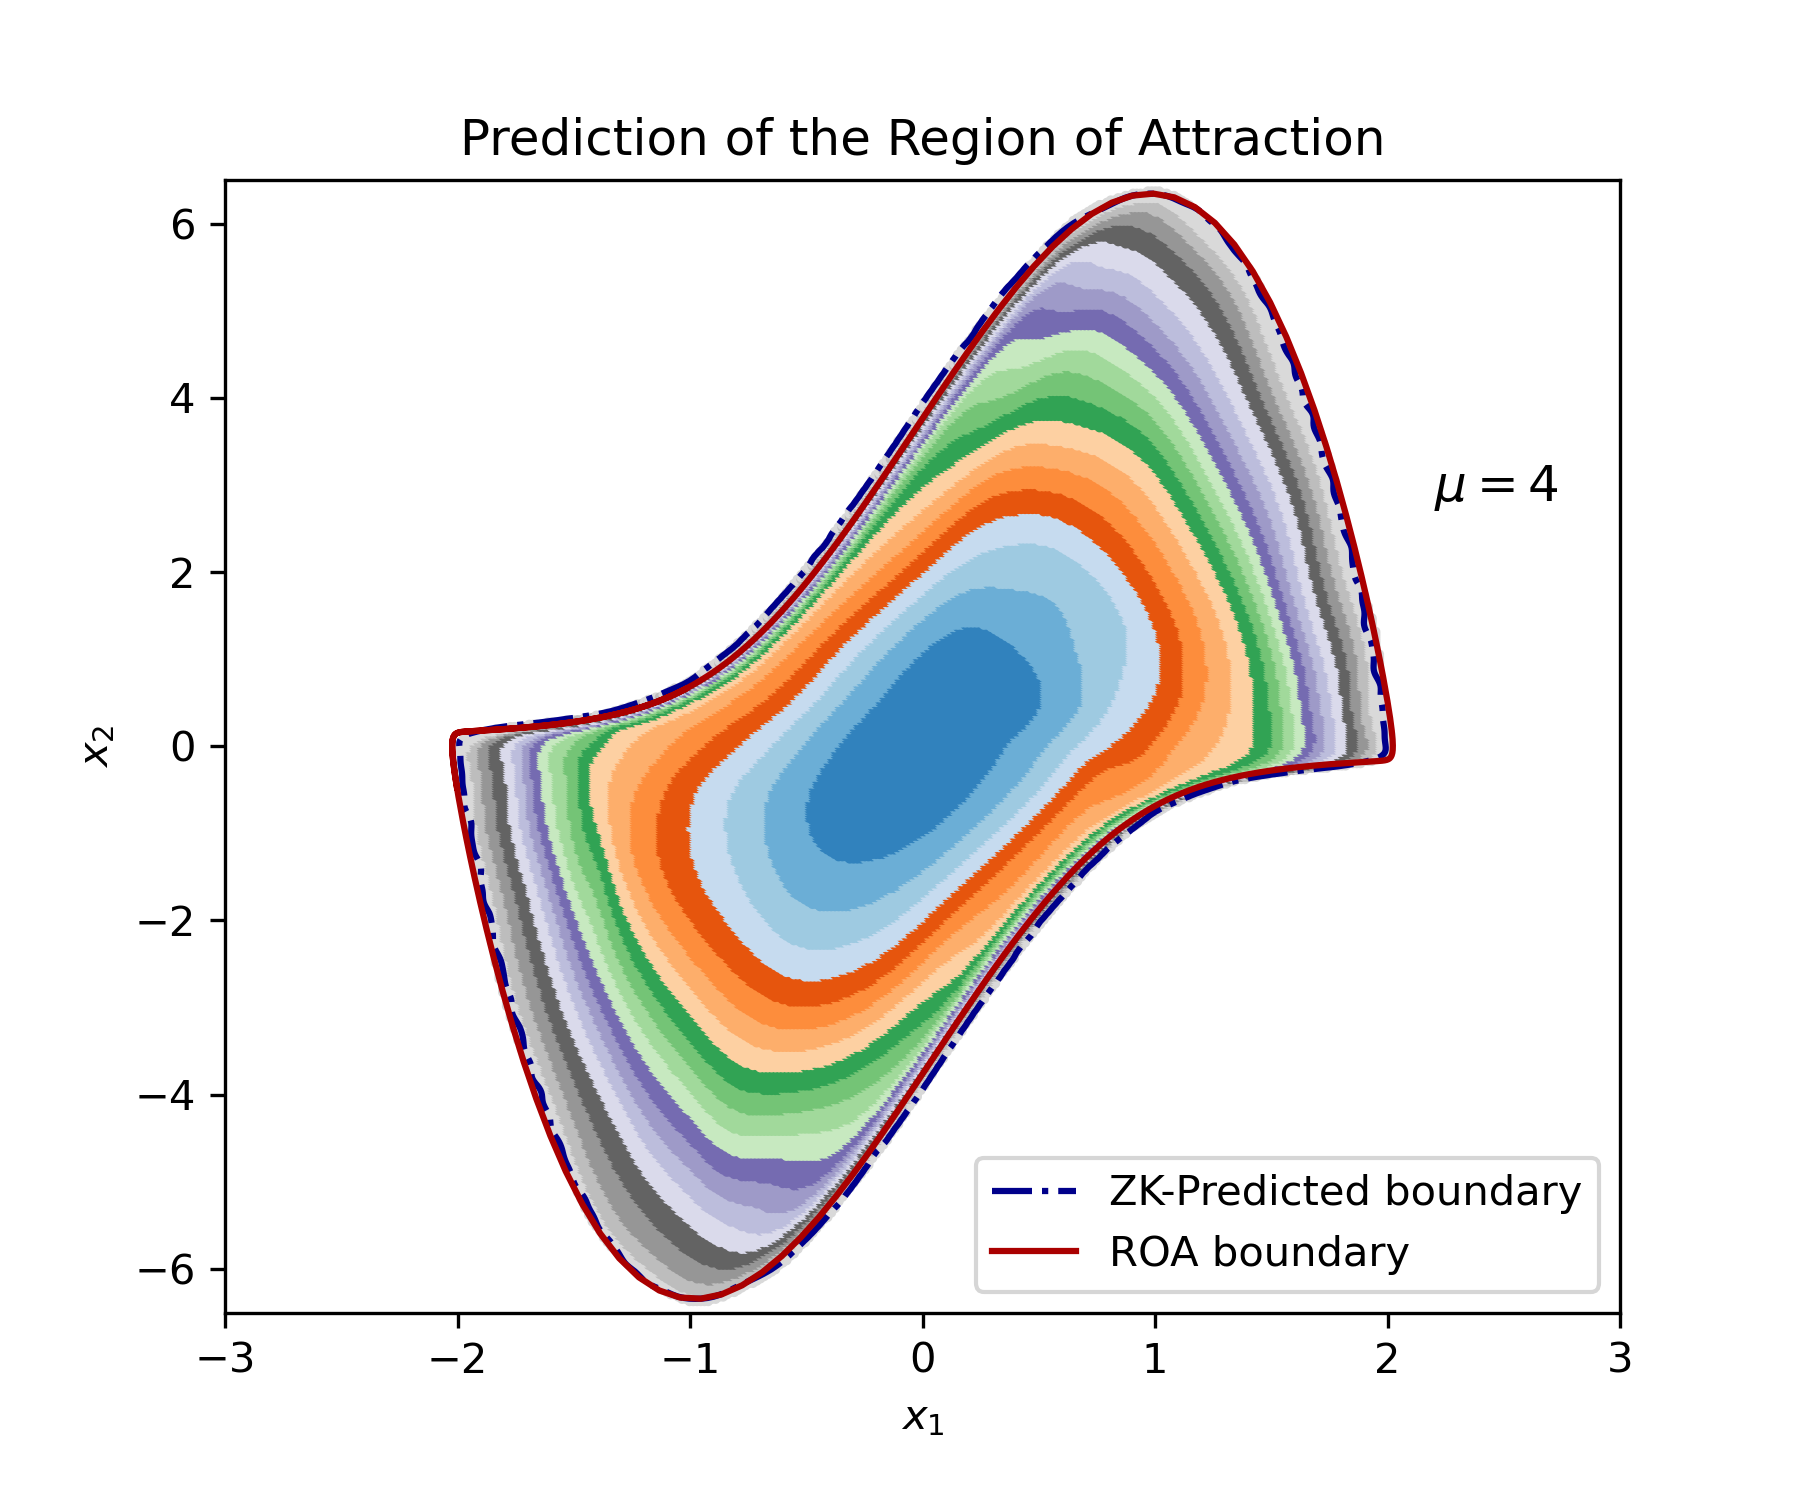 Prediction of the Region of Attraction
6
4
2
0
−2
−4
−6
x₂
μ = 4
ZK-Predicted boundary
ROA boundary
−3 −2 −1 0 1 2 3
x₁